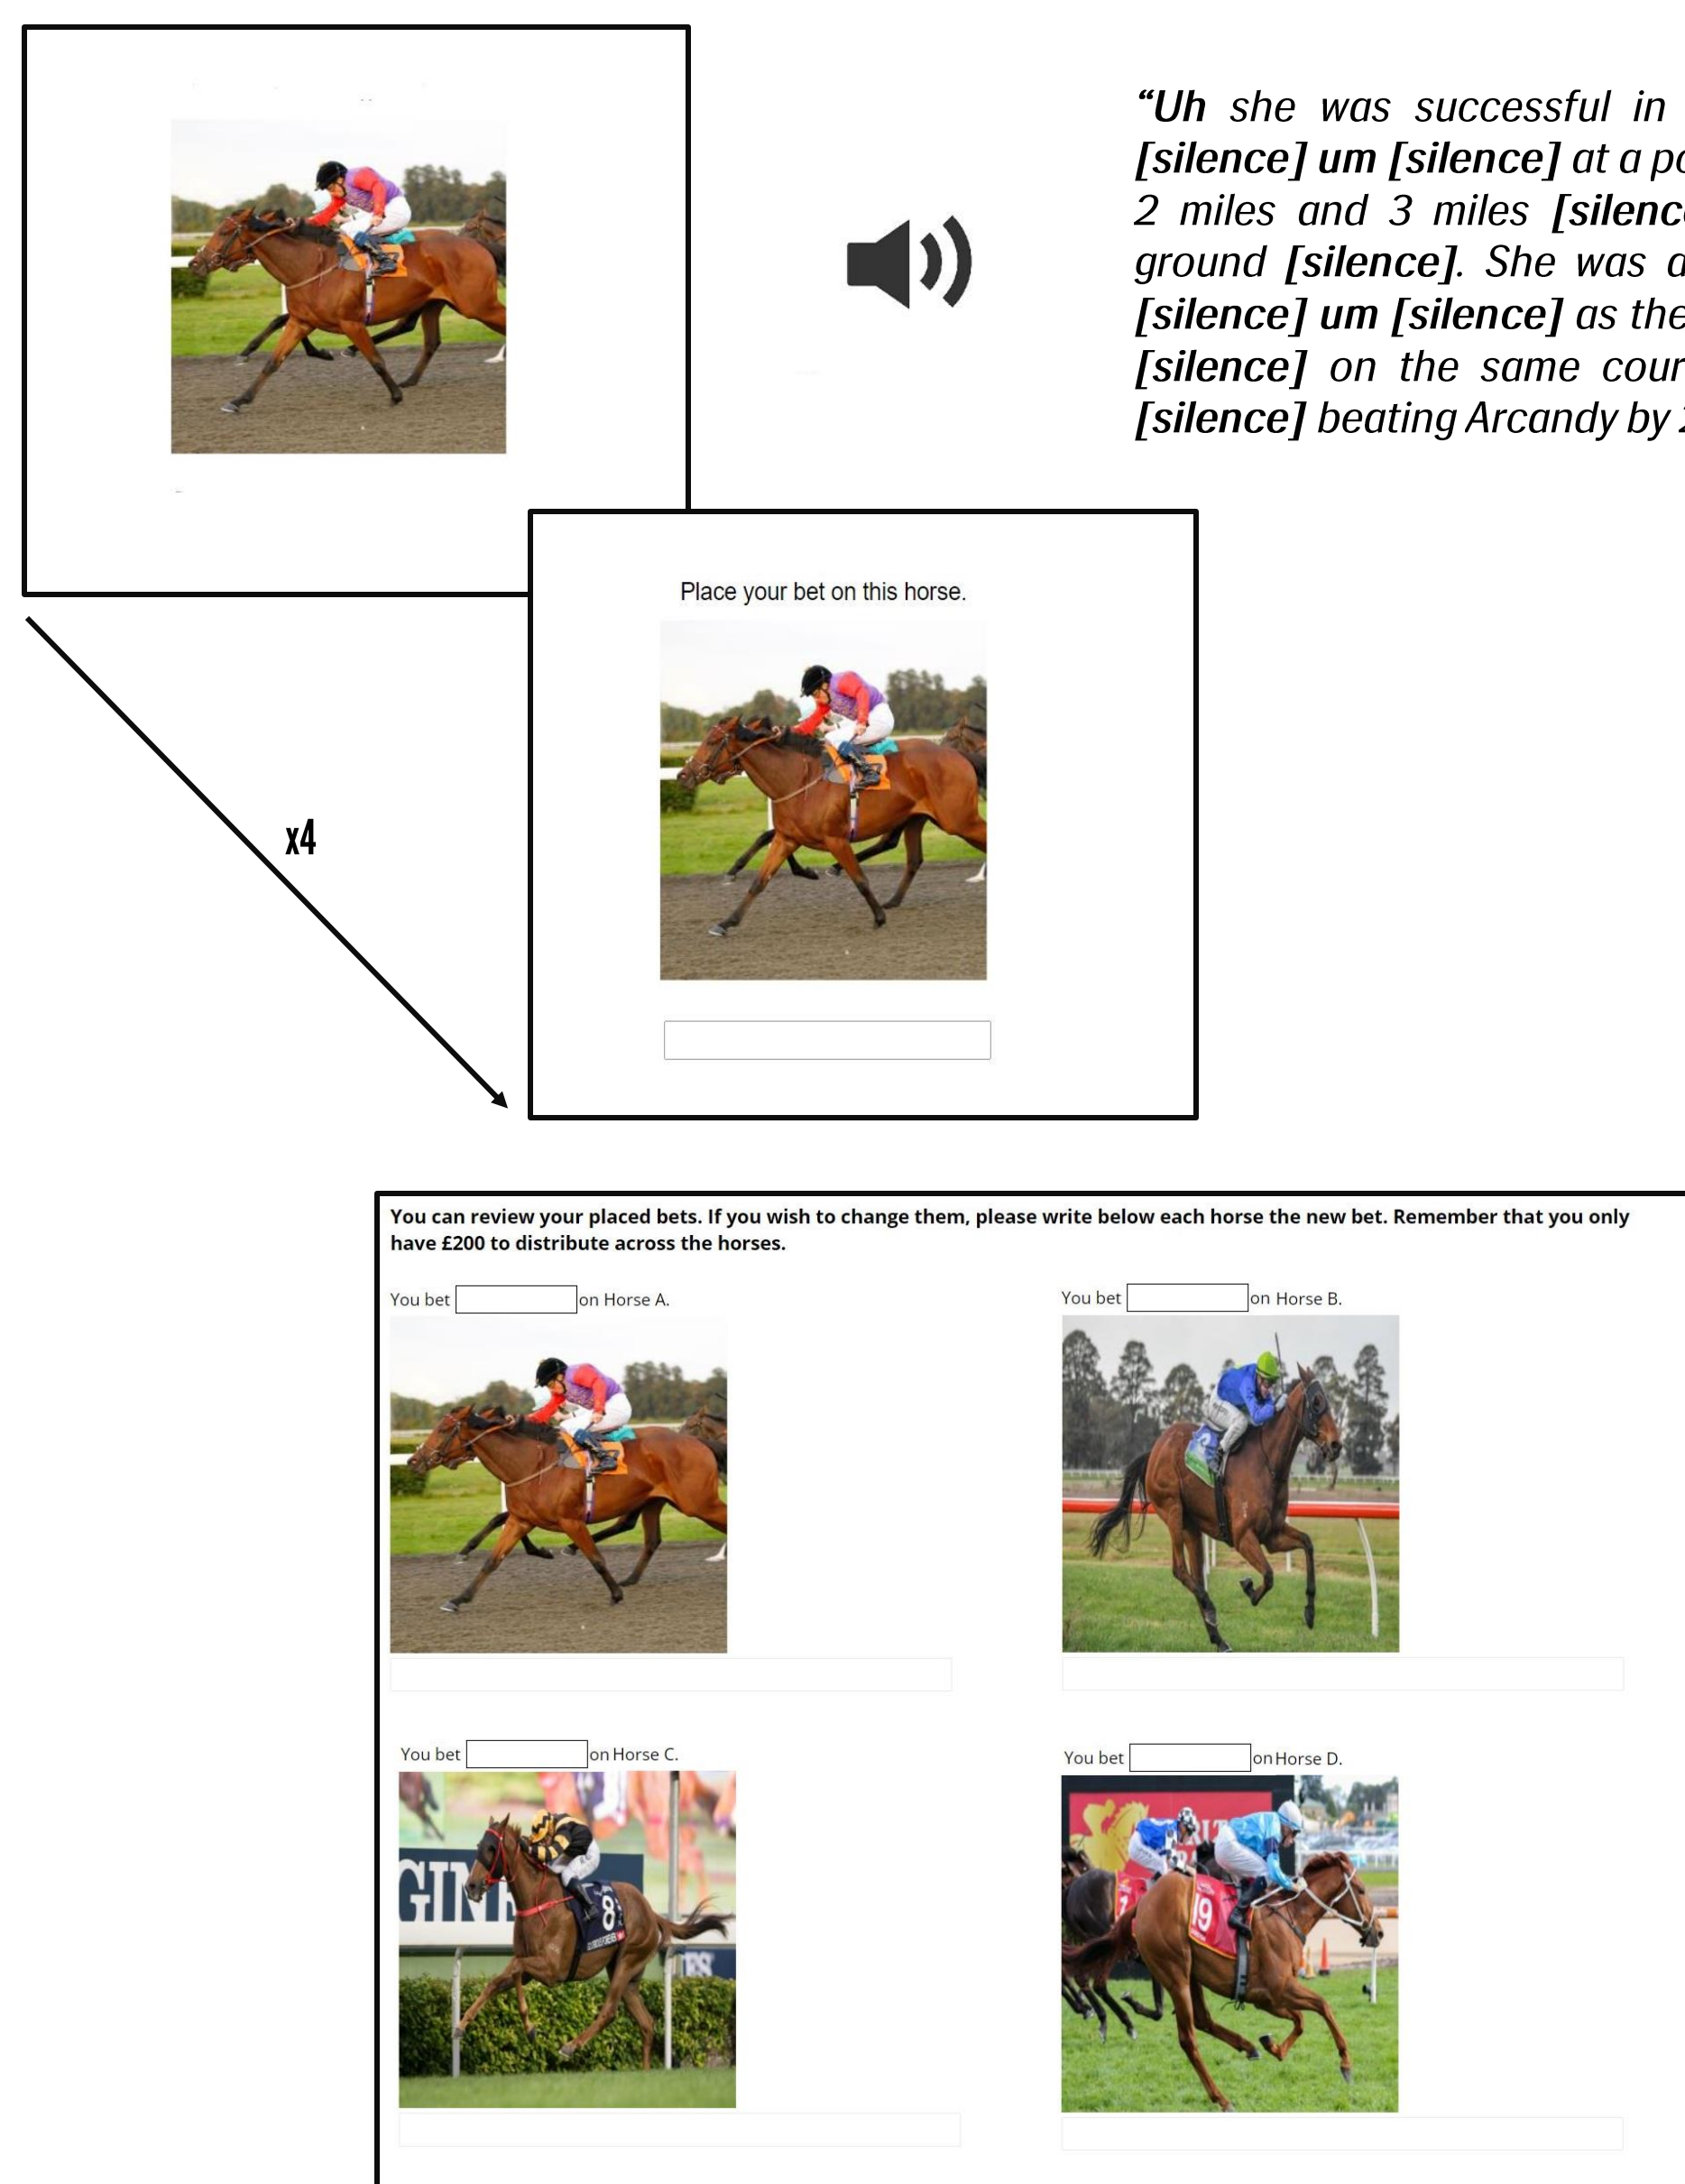 “Uh she was successful in
[silence] um [silence] at a
2 miles and 3 miles
ground [silence]. She was
[silence] um [silence] as
[silence] on the same
[silence] beating Arcandy by
Place your bet on this horse.
x4
You can review your placed bets. If you wish to change them, please write below each horse the new bet. Remember that you only
have £200 to distribute across the horses.
You bet on Horse A.
You bet on Horse B.
You bet on Horse C.
You bet on Horse D.
8
19